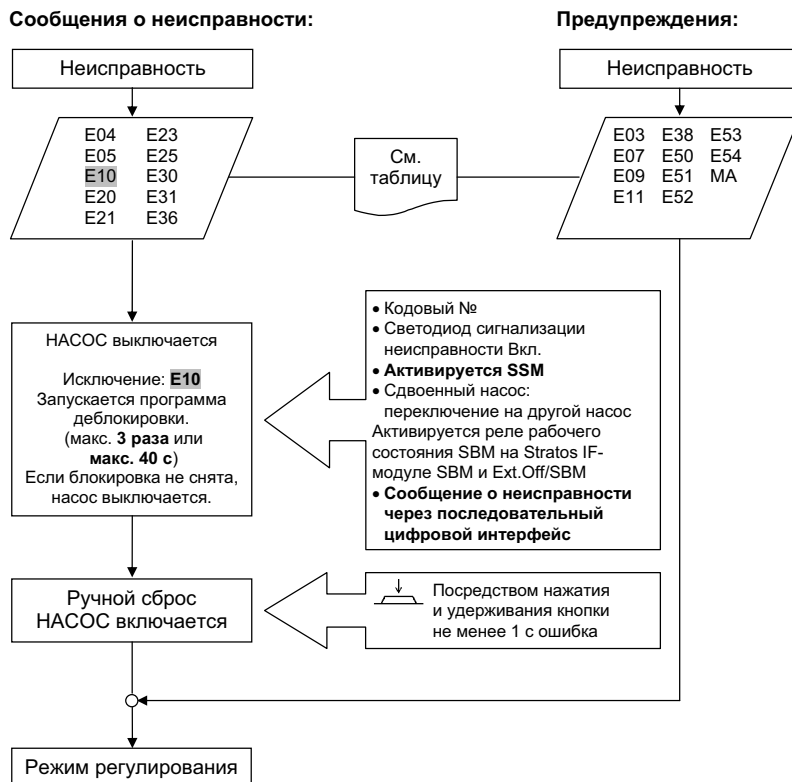 Сообщения о неисправности:
Предупреждения:
Неисправность
Неисправность
E04 E23
E05 E25
E10 E30
E20 E31
E21 E36
См.
таблицу
E03 E38 E53
E07 E50 E54
E09 E51 MA
E11 E52
НАСОС выключается
Исключение: E10
Запускается программа
деблокировки.
(макс. 3 раза или
макс. 40 с)
Если блокировка не снята,
насос выключается.
• Кодовый №
• Светодиод сигнализации
неисправности Вкл.
• Активируется SSM
• Сдвоенный насос:
переключение на другой насос
Активируется реле рабочего
состояния SBM на Stratos IF-
модуле SBM и Ext.Off/SBM
• Сообщение о неисправности
через последовательный
цифровой интерфейс
Ручной сброс
НАСОС включается
Посредством нажатия
и удерживания кнопки
не менее 1 с ошибка
Режим регулирования